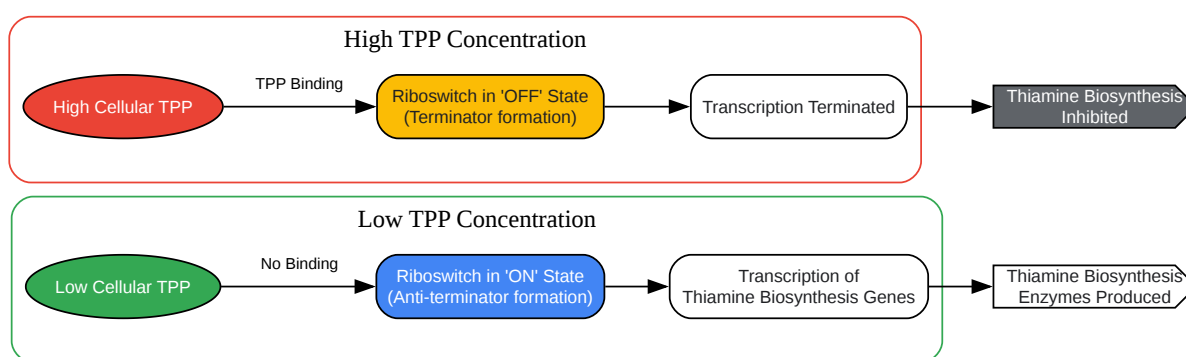 High TPP Concentration
High Cellular TPP
TPP Binding
Riboswitch in 'OFF' State
(Terminator formation)
Transcription Terminated
Thiamine Biosynthesis
Inhibited
Low TPP Concentration
Low Cellular TPP
No Binding
Riboswitch in 'ON' State
(Anti-terminator formation)
Transcription of
Thiamine Biosynthesis Genes
Thiamine Biosynthesis
Enzymes Produced